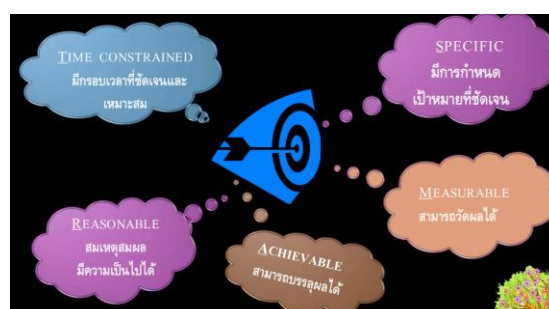 TIME CONSTRAINED
มีกรอบเวลาที่ชัดเจนและ
เหมาะสม
SPECIFIC
มีการกำหนด
เป้าหมายที่ชัดเจน
MEASURABLE
สามารถวัดผลได้
REASONABLE
สมเหตุสมผล
มีความเป็นไปได้
ACHIEVABLE
สามารถบรรลุผลได้